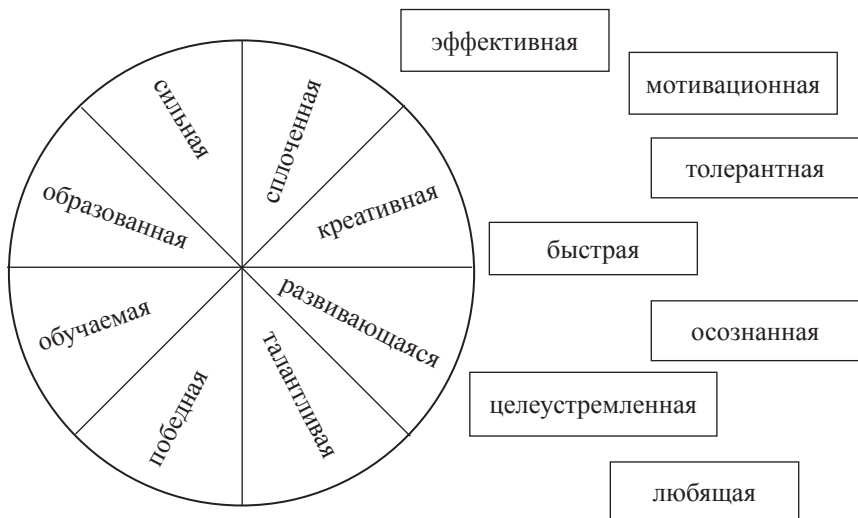 эффективная
мотивационная
толерантная
быстрая
осознанная
целеустремленная
любящая
сильная
сплоченная
образованная
креативная
обучаемая
развивающаяся
победная
талантливая